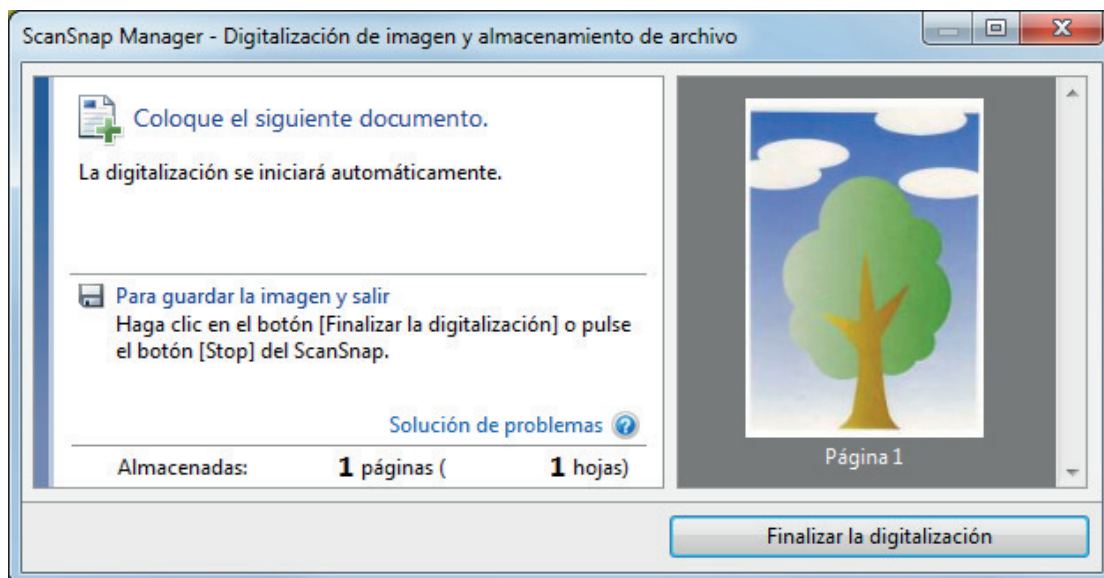 ScanSnap Manager - Digitalización de imagen y almacenamiento de archivo
Coloque el siguiente documento.
La digitalización se iniciará automáticamente.
Para guardar la imagen y salir
Haga clic en el botón [Finalizar la digitalización] o pulse
el botón [Stop] del ScanSnap.
Solución de problemas
Almacenadas: 1 páginas ( 1 hojas)
Página 1
Finalizar la digitalización